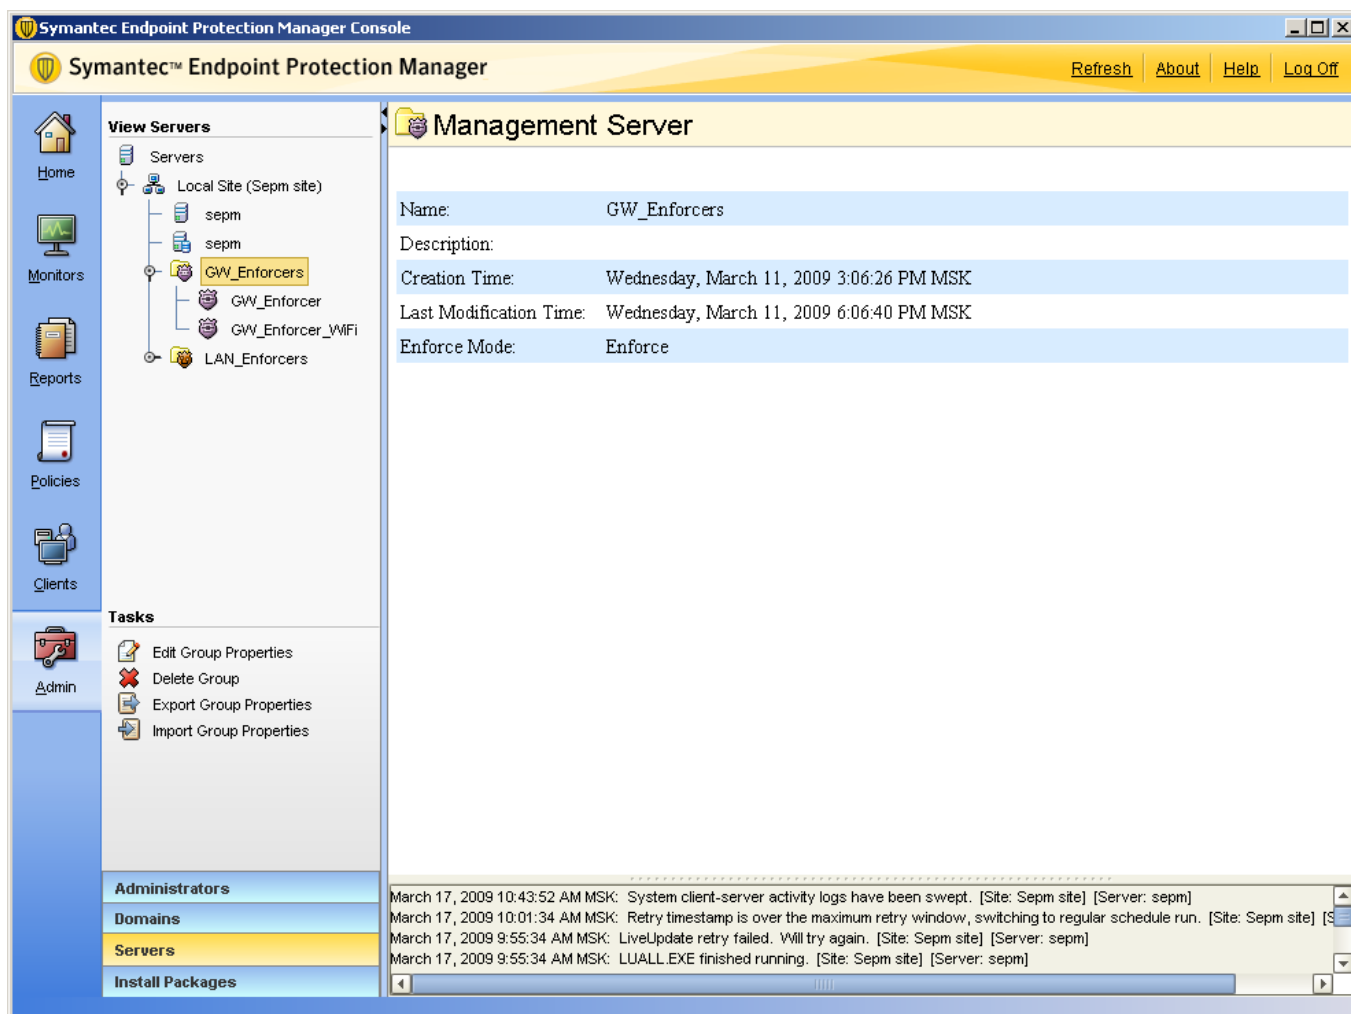 Symantec Endpoint Protection Manager Console
Symantec™ Endpoint Protection Manager
Refresh About Help Log Off
Home
Monitors
Reports
Policies
Clients
Admin
View Servers
Servers
Local Site (Sepm site)
sepm
sepm
GW_Enforcers
GW_Enforcer
GW_Enforcer_WiFi
LAN_Enforcers
Tasks
Edit Group Properties
Delete Group
Export Group Properties
Import Group Properties
Administrators
Domains
Servers
Install Packages
Management Server
Name: GW_Enforcers
Description:
Creation Time: Wednesday, March 11, 2009 3:06:26 PM MSK
Last Modification Time: Wednesday, March 11, 2009 6:06:40 PM MSK
Enforce Mode: Enforce
March 17, 2009 10:43:52 AM MSK: System client-server activity logs have been swept. [Site: Sepm site] [Server: sepm]
March 17, 2009 10:01:34 AM MSK: Retry timestamp is over the maximum retry window, switching to regular schedule run. [Site: Sepm site] [S
March 17, 2009 9:55:34 AM MSK: LiveUpdate retry failed. Will try again. [Site: Sepm site] [Server: sepm]
March 17, 2009 9:55:34 AM MSK: LUALL.EXE finished running. [Site: Sepm site] [Server: sepm]